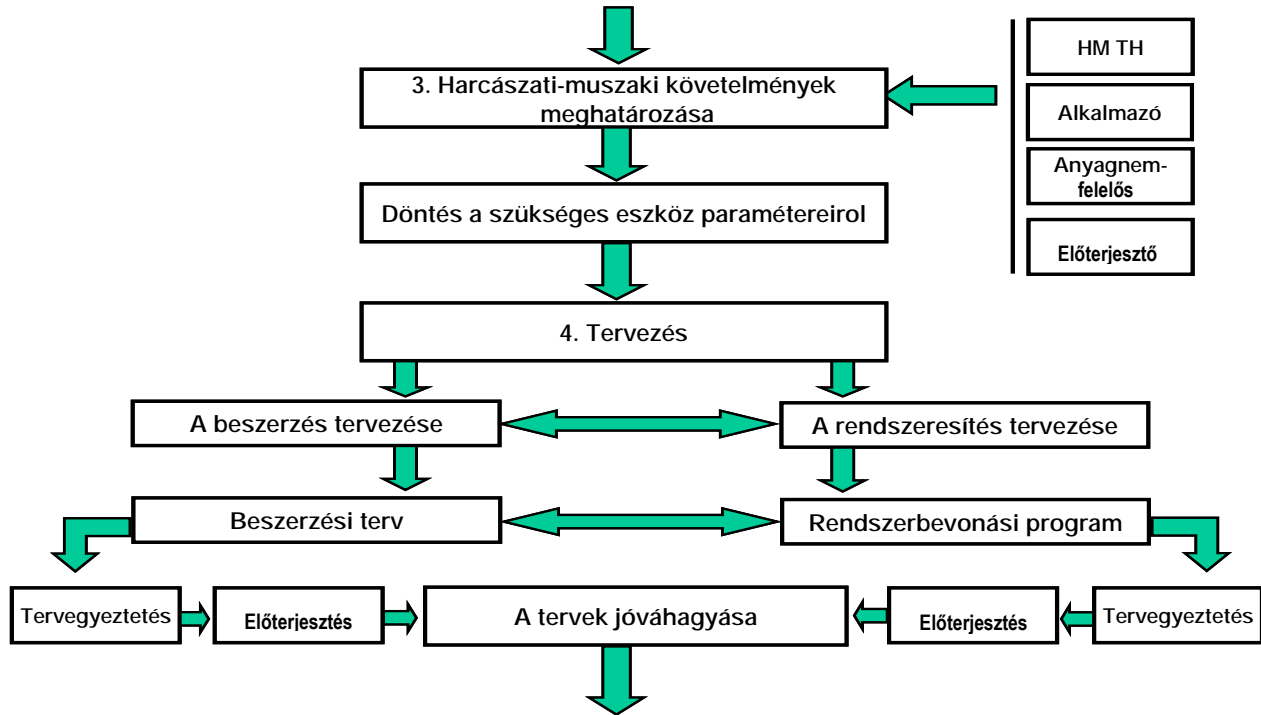 3. Harcászati-muszaki követelmények
meghatározása
HM TH
Alkalmazó
Anyagnem-
felelős
Előterjesztő
Döntés a szükséges eszköz paramétereirol
4. Tervezés
A beszerzés tervezése
A rendszeresítés tervezése
Beszerzési terv
Rendszerbevonási program
Tervegyeztetés
Előterjesztés
A tervek jóváhagyása
Előterjesztés
Tervegyeztetés